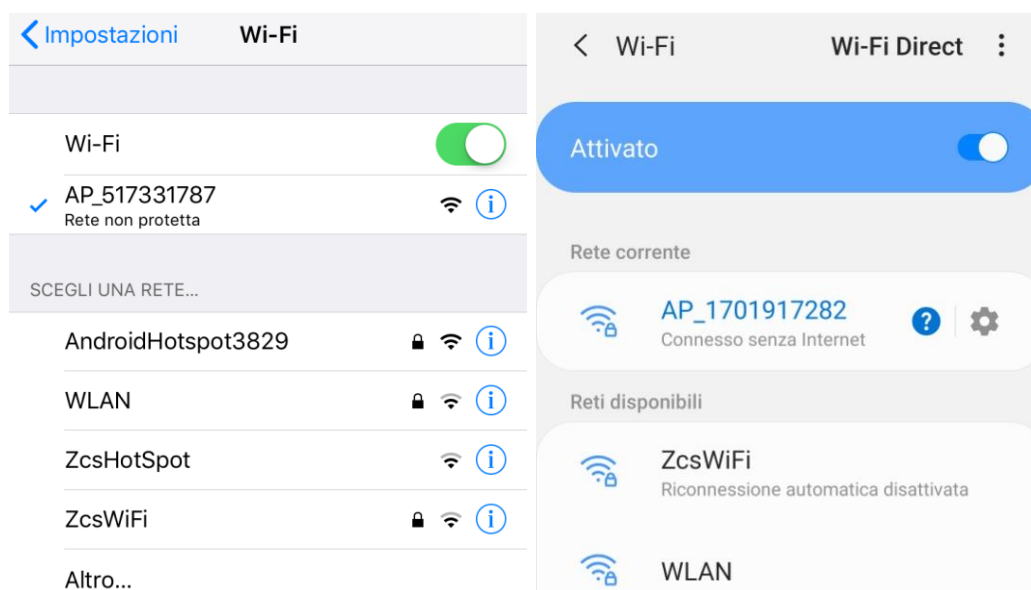 Impostazioni
Wi-Fi
Wi-Fi
AP_517331787
Rete non protetta
SCEGLI UNA RETE...
AndroidHotspot3829
WLAN
ZcsHotSpot
ZcsWiFi
Altro...
Wi-Fi
Wi-Fi Direct
Attivato
Rete corrente
AP_1701917282
Connesso senza Internet
Reti disponibili
ZcsWiFi
Riconnessione automatica disattivata
WLAN